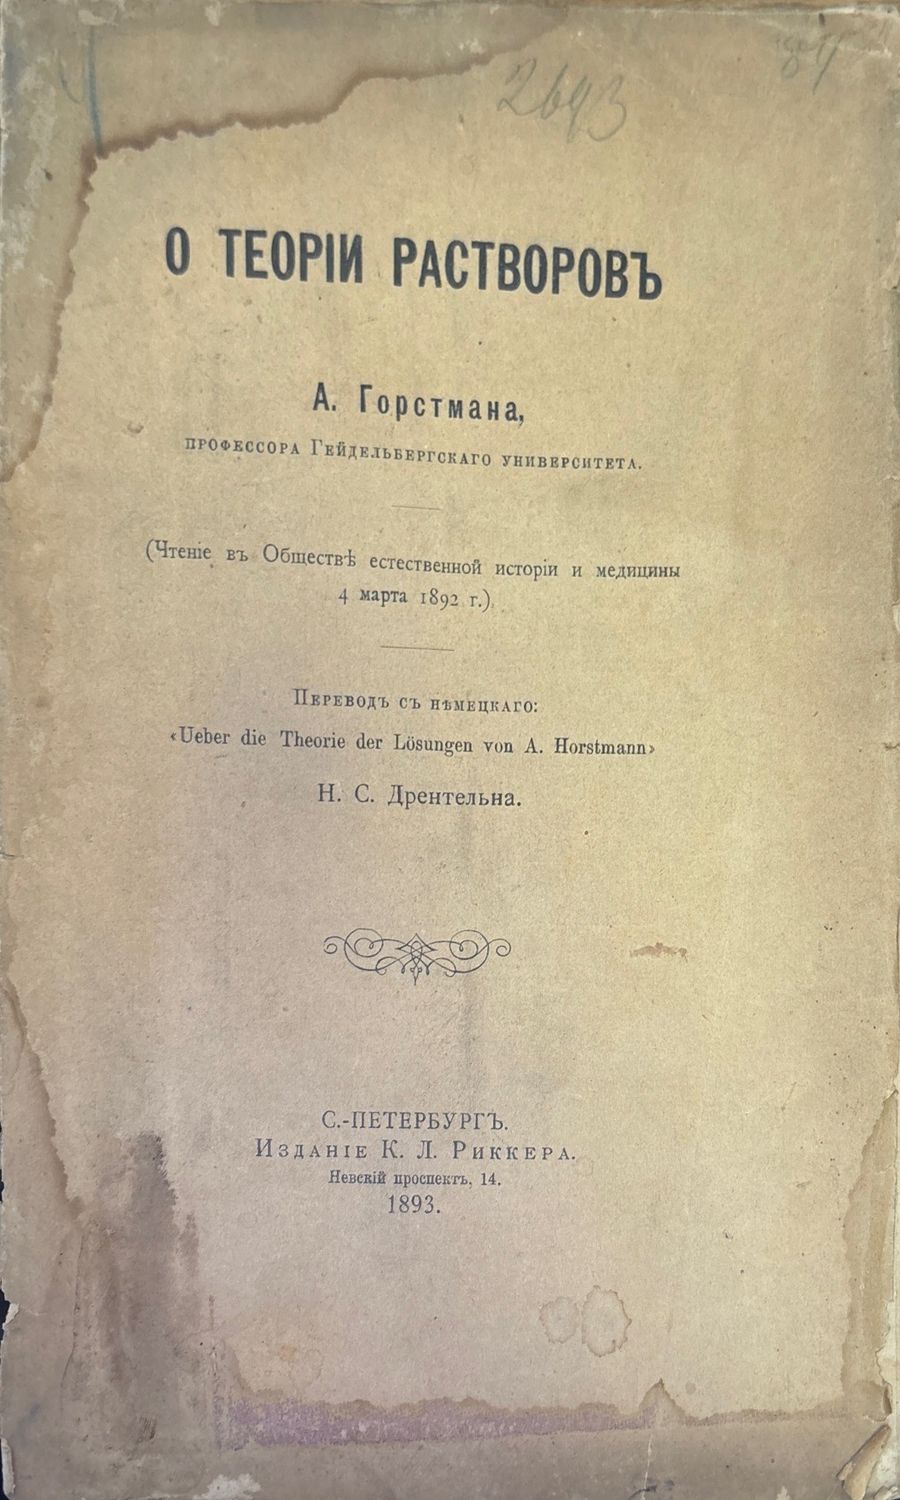 2693
О ТЕОРІИ РАСТВОРОВЪ
А. Горстмана,
профессора Гейдельбергскаго университета.
(Чтеніе въ Обществѣ естественной исторіи и медицины
4 марта 1892 г.)
Переводъ съ нѣмецкаго:
«Ueber die Theorie der Lösungen von A. Horstmann»
Н. С. Дрентельна.
С.-ПЕТЕРБУРГЪ.
Изданіе К. Л. Риккера.
Невскій проспектъ, 14.
1893.